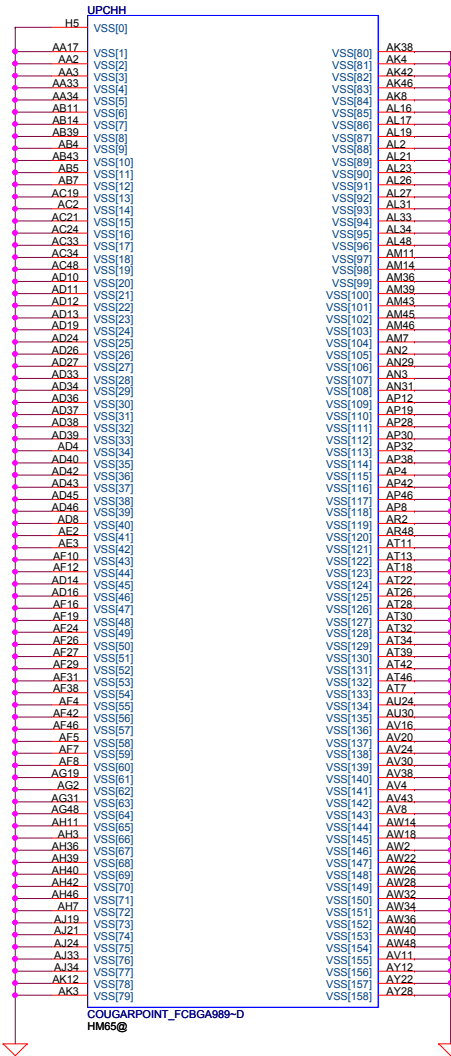 UPCHH
H5 VSS[0]
AA17 VSS[1] VSS[80] AK38
AA2 VSS[2] VSS[81] AK4
AA3 VSS[3] VSS[82] AK42
AA33 VSS[4] VSS[83] AK46
AA34 VSS[5] VSS[84] AK8
AB11 VSS[6] VSS[85] AL16
AB14 VSS[7] VSS[86] AL17
AB39 VSS[8] VSS[87] AL19
AB4 VSS[9] VSS[88] AL2
AB43 VSS[10] VSS[89] AL21
AB5 VSS[11] VSS[90] AL23
AB7 VSS[12] VSS[91] AL26
AC19 VSS[13] VSS[92] AL27
AC2 VSS[14] VSS[93] AL31
AC21 VSS[15] VSS[94] AL33
AC24 VSS[16] VSS[95] AL34
AC33 VSS[17] VSS[96] AL48
AC34 VSS[18] VSS[97] AM11
AC48 VSS[19] VSS[98] AM14
AD10 VSS[20] VSS[99] AM36
AD11 VSS[21] VSS[100] AM39
AD12 VSS[22] VSS[101] AM43
AD13 VSS[23] VSS[102] AM45
AD19 VSS[24] VSS[103] AM46
AD24 VSS[25] VSS[104] AM7
AD26 VSS[26] VSS[105] AN2
AD27 VSS[27] VSS[106] AN29
AD33 VSS[28] VSS[107] AN3
AD34 VSS[29] VSS[108] AN31
AD36 VSS[30] VSS[109] AP12
AD37 VSS[31] VSS[110] AP19
AD38 VSS[32] VSS[111] AP28
AD39 VSS[33] VSS[112] AP30
AD4 VSS[34] VSS[113] AP32
AD40 VSS[35] VSS[114] AP38
AD42 VSS[36] VSS[115] AP4
AD43 VSS[37] VSS[116] AP42
AD45 VSS[38] VSS[117] AP46
AD46 VSS[39] VSS[118] AP8
AD8 VSS[40] VSS[119] AR2
AE2 VSS[41] VSS[120] AR48
AE3 VSS[42] VSS[121] AT11
AF10 VSS[43] VSS[122] AT13
AF12 VSS[44] VSS[123] AT18
AD14 VSS[45] VSS[124] AT22
AD16 VSS[46] VSS[125] AT26
AF16 VSS[47] VSS[126] AT28
AF19 VSS[48] VSS[127] AT30
AF24 VSS[49] VSS[128] AT32
AF26 VSS[50] VSS[129] AT34
AF27 VSS[51] VSS[130] AT39
AF29 VSS[52] VSS[131] AT42
AF31 VSS[53] VSS[132] AT46
AF38 VSS[54] VSS[133] AT7
AF4 VSS[55] VSS[134] AU24
AF42 VSS[56] VSS[135] AU30
AF46 VSS[57] VSS[136] AV16
AF5 VSS[58] VSS[137] AV20
AF7 VSS[59] VSS[138] AV24
AF8 VSS[60] VSS[139] AV30
AG19 VSS[61] VSS[140] AV38
AG2 VSS[62] VSS[141] AV4
AG31 VSS[63] VSS[142] AV43
AG48 VSS[64] VSS[143] AV8
AH11 VSS[65] VSS[144] AW14
AH3 VSS[66] VSS[145] AW18
AH36 VSS[67] VSS[146] AW2
AH39 VSS[68] VSS[147] AW22
AH40 VSS[69] VSS[148] AW26
AH42 VSS[70] VSS[149] AW28
AH46 VSS[71] VSS[150] AW32
AH7 VSS[72] VSS[151] AW34
AJ19 VSS[73] VSS[152] AW36
AJ21 VSS[74] VSS[153] AW40
AJ24 VSS[75] VSS[154] AW48
AJ33 VSS[76] VSS[155] AV11
AJ34 VSS[77] VSS[156] AY12
AK12 VSS[78] VSS[157] AY22
AK3 VSS[79] VSS[158] AY28
COUGARPOINT_FCBGA989~D
HM65@